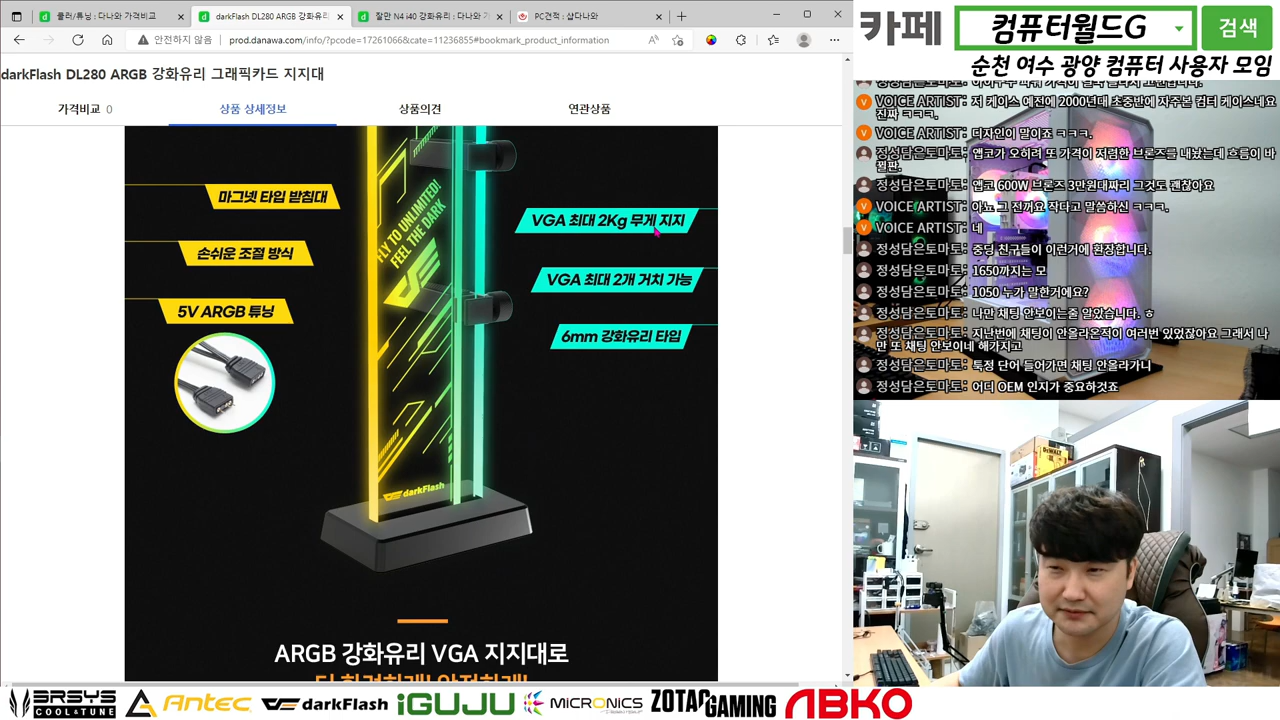 쿨러/튜닝 : 다나와 가격비교
darkFlash DL280 ARGB 강화유리
잘만 N4 i40 강화유리 : 다나와 가
PC견적 : 샵다나와
안전하지 않음
prod.danawa.com/info/?pcode=17261066&cate=11236855#bookmark_product_information
darkFlash DL280 ARGB 강화유리 그래픽카드 지지대
가격비교 0
상품 상세정보
상품의견
연관상품
마그넷 타입 받침대
손쉬운 조절 방식
5V ARGB 튜닝
FLY TO UNLIMITED!
FEEL THE DARK
darkFlash
VGA 최대 2Kg 무게 지지
VGA 최대 2개 거치 가능
6mm 강화유리 타입
ARGB 강화유리 VGA 지지대로
카페
컴퓨터월드G
검색
순천 여수 광양 컴퓨터 사용자 모임
VOICE ARTIST: 저 케이스 예전에 2000년대 초중반에 자주본 컴터 케이스네요
진짜 ㅋㅋㅋ.
VOICE ARTIST: 디자인이 말이죠 ㅋㅋㅋ.
정성담은토마토: 앱코가 오히려 또 가격이 저렴한 브론즈를 내놨는데 흐름이 바
뀔판.
정성담은토마토: 앱코 600W 브론즈 3만원대짜리 그것도 괜찮아요
VOICE ARTIST: 아뇨 그 전까요 작다고 말씀하신 ㅋㅋㅋ.
VOICE ARTIST: 네
정성담은토마토: 중딩 친구들이 이런거에 환장합니다.
정성담은토마토: 1650까지는 모
정성담은토마토: 1050 누가 말한거에요?
정성담은토마토: 나만 채팅 안보이는줄 알았습니다. ㅎ
정성담은토마토: 지난번에 채팅이 안올라온적이 여러번 있었잖아요 그래서 나
만 또 채팅 안보이네 해가지고
정성담은토마토: 특정 단어 들어가면 채팅 안올라가니
정성담은토마토: 어디 OEM 인지가 중요하것죠
DEWALT
3RSYS
COOL&TUNE
Antec
darkFlash
iGUJU
MICRONICS
ZOTAC GAMING
ABKO